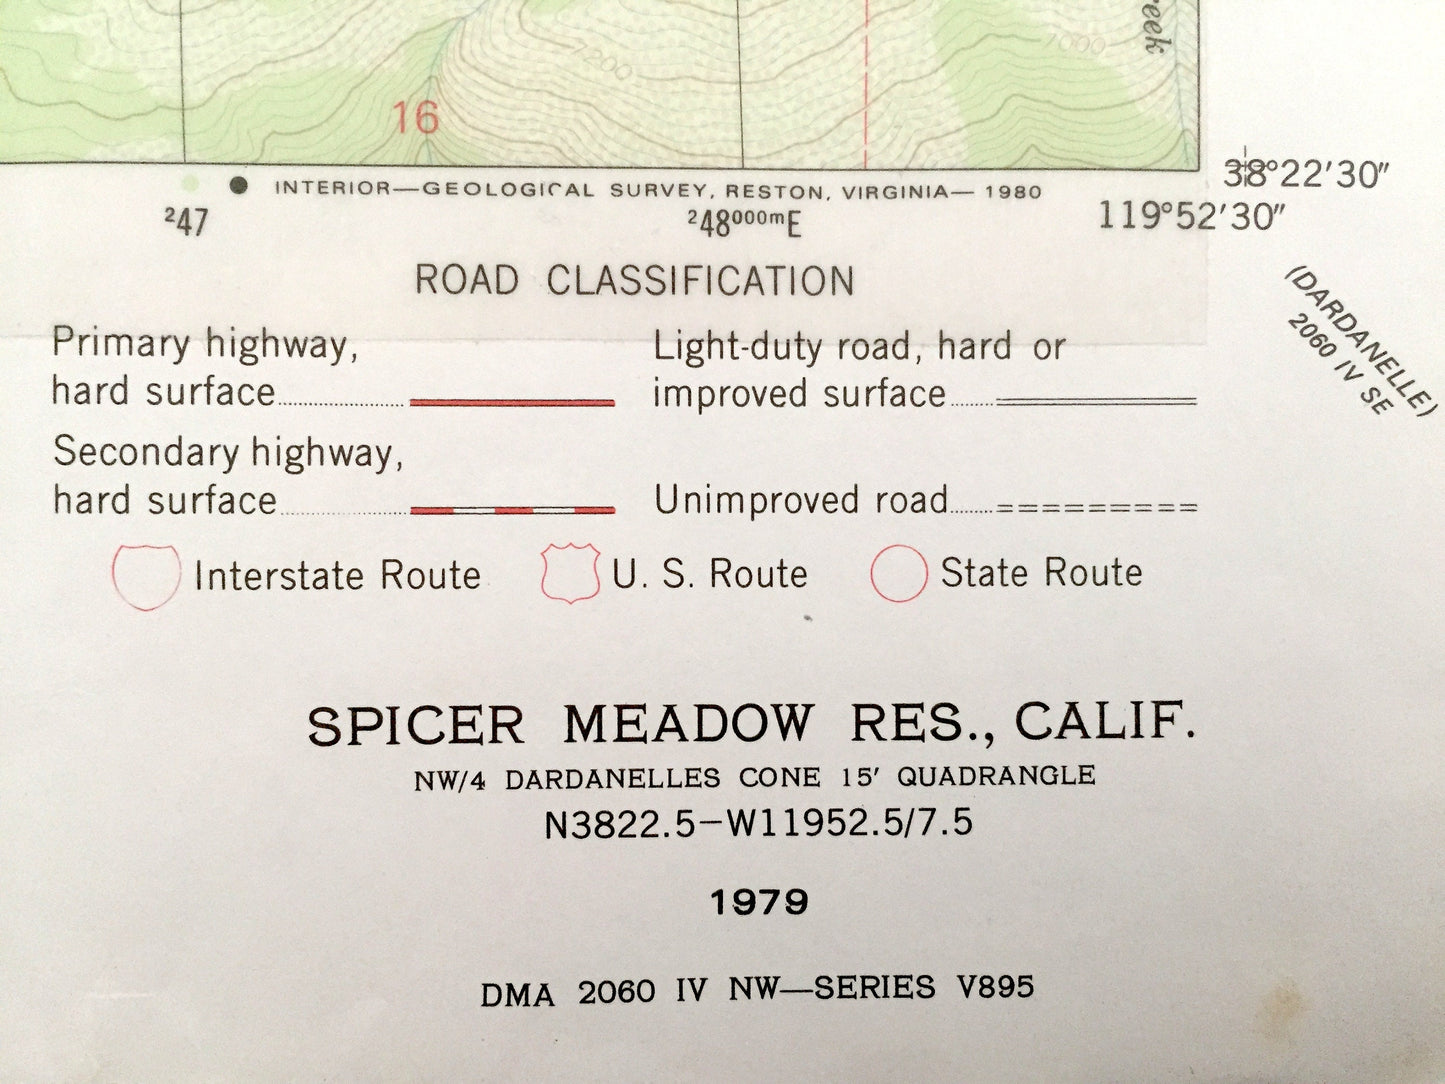 reek
7200
7000
16
38°22'30"
INTERIOR—GEOLOGICAL SURVEY, RESTON, VIRGINIA—1980
²47
²48⁰⁰⁰ᵐE
119°52'30"
(DARDANELLE)
2060 IV SE
ROAD CLASSIFICATION
Primary highway,
hard surface
Light-duty road, hard or
improved surface
Secondary highway,
hard surface
Unimproved road
Interstate Route
U. S. Route
State Route
SPICER MEADOW RES., CALIF.
NW/4 DARDANELLES CONE 15' QUADRANGLE
N3822.5—W11952.5/7.5
1979
DMA 2060 IV NW—SERIES V895